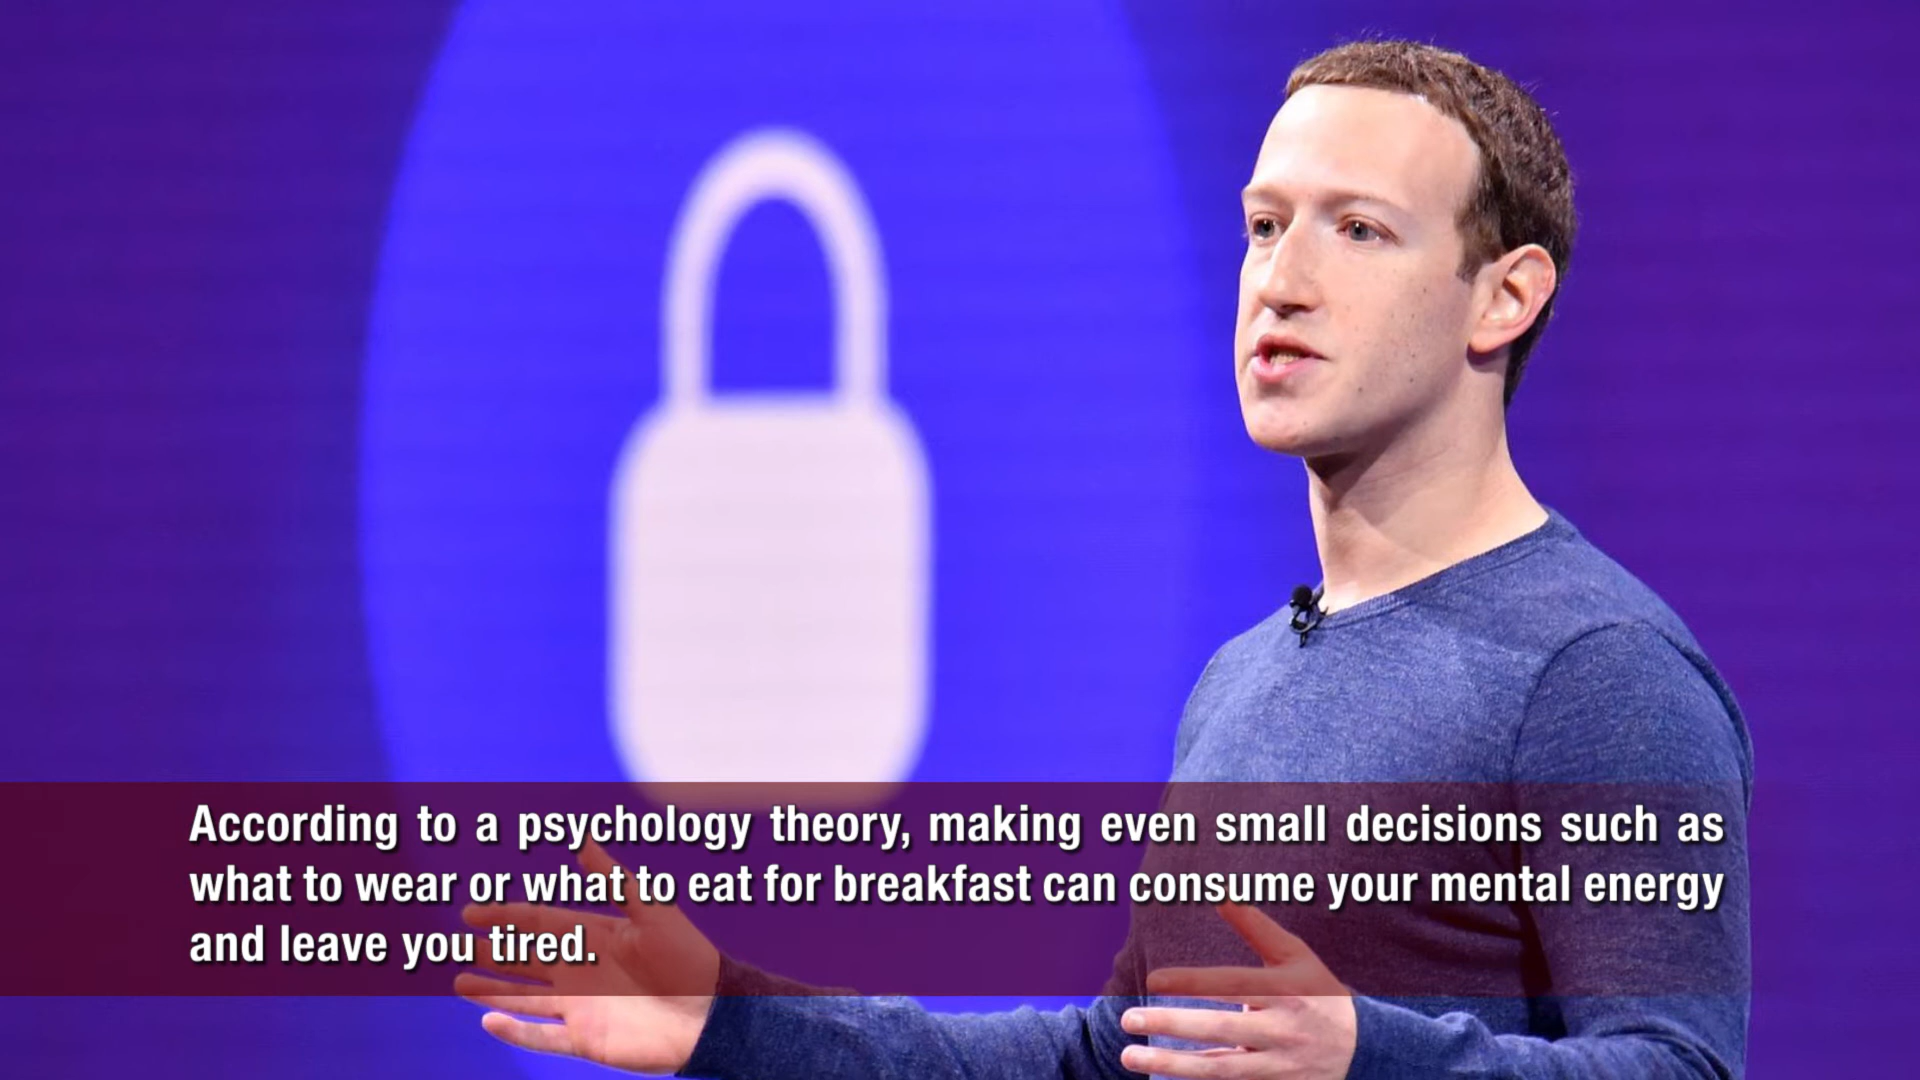 According to a psychology theory, making even small decisions such as
what to wear or what to eat for breakfast can consume your mental energy
and leave you tired.